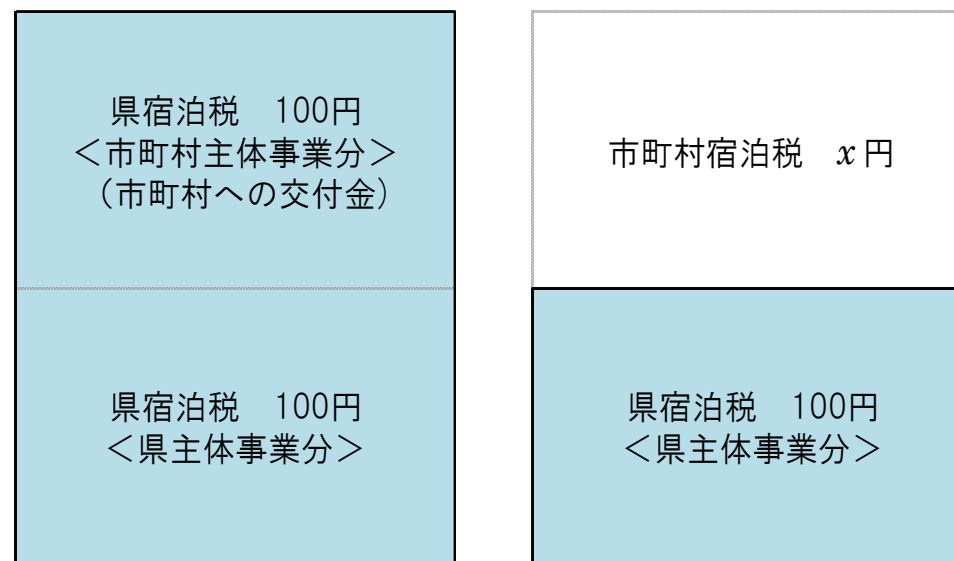 県宿泊税　100円
＜市町村主体事業分＞
（市町村への交付金）
県宿泊税　100円
＜県主体事業分＞
市町村宿泊税　x 円
県宿泊税　100円
＜県主体事業分＞